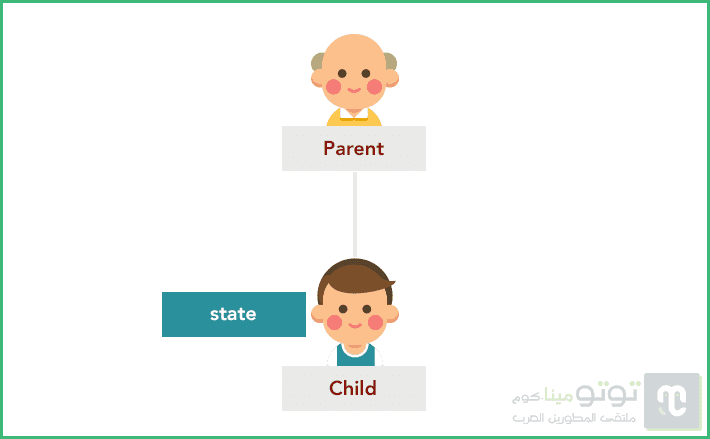 Parent
state
Child
توتومينا.كوم
ملتقى المطورين العرب